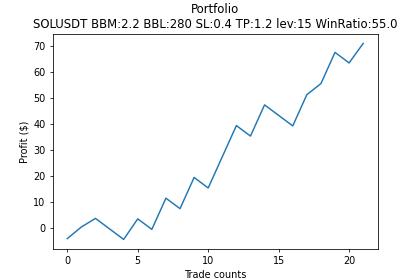 Portfolio
SOLUSDT BBM:2.2 BBL:280 SL:0.4 TP:1.2 lev:15 WinRatio:55.0
70
60
50
40
30
20
10
0
Profit ($)
0 5 10 15 20
Trade counts